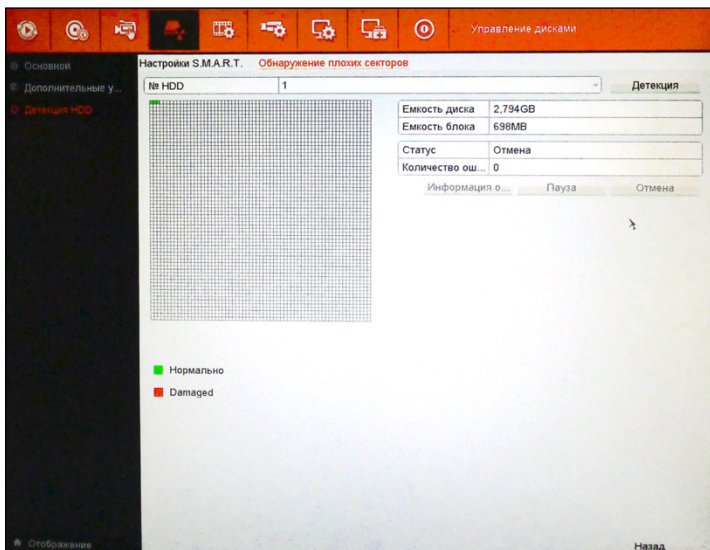 Управление дисками
Основной
Дополнительные у...
Детекция HDD
Настройки S.M.A.R.T. Обнаружение плохих секторов
№ HDD 1 Детекция
Емкость диска 2,794GB
Емкость блока 698MB
Статус Отмена
Количество ош... 0
Информация о... Пауза Отмена
Нормально
Damaged
Отображение
Назад